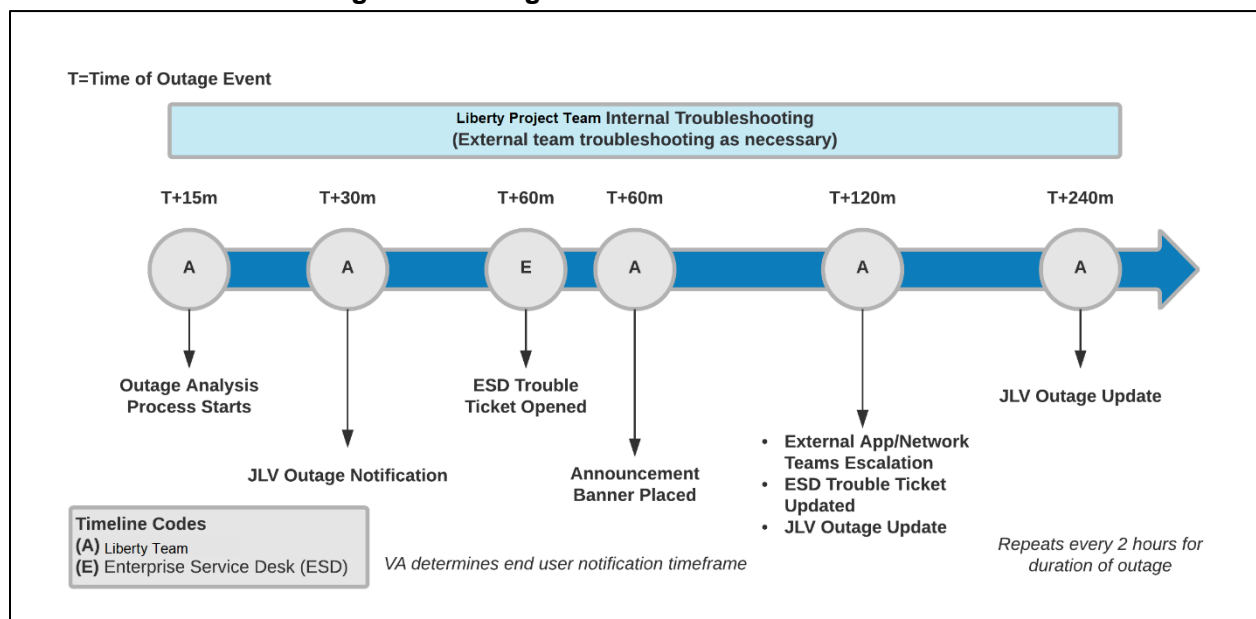 T=Time of Outage Event
Liberty Project Team Internal Troubleshooting
(External team troubleshooting as necessary)
T+15m
T+30m
T+60m
T+60m
T+120m
T+240m
A
A
E
A
A
A
Outage Analysis
Process Starts
JLV Outage Notification
ESD Trouble
Ticket Opened
Announcement
Banner Placed
• External App/Network
Teams Escalation
• ESD Trouble Ticket
Updated
• JLV Outage Update
JLV Outage Update
Timeline Codes
(A) Liberty Team
(E) Enterprise Service Desk (ESD)
VA determines end user notification timeframe
Repeats every 2 hours for
duration of outage